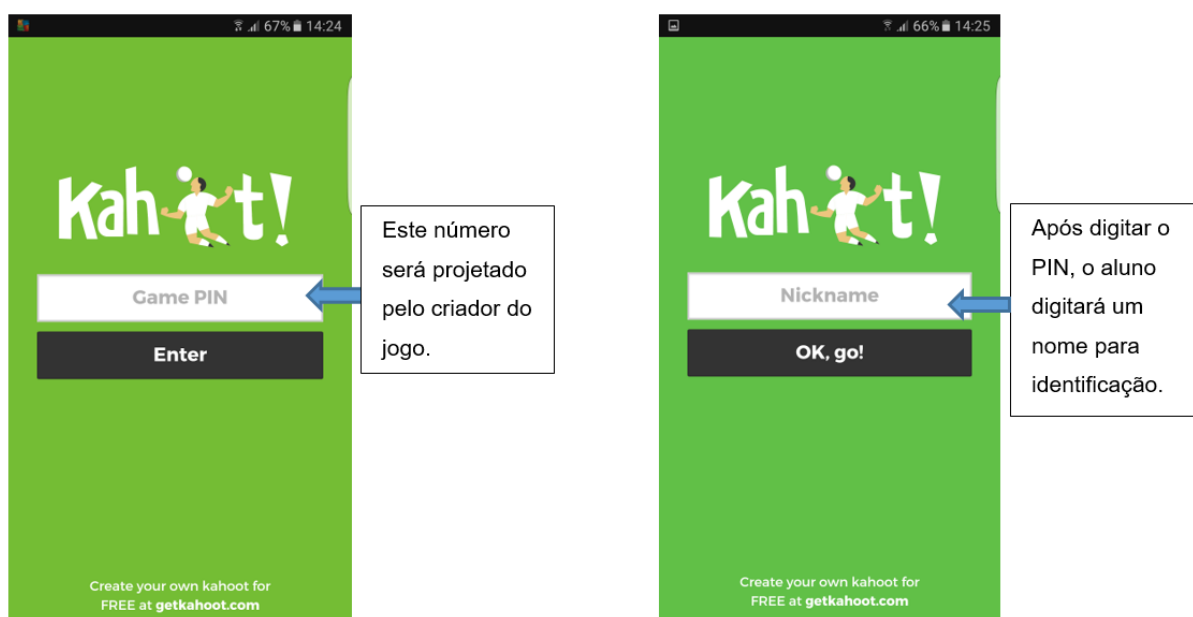 67% 14:24
Kahoot!
Game PIN
Enter
Create your own kahoot for
FREE at getkahoot.com
Este número
será projetado
pelo criador do
jogo.
66% 14:25
Kahoot!
Nickname
OK, go!
Create your own kahoot for
FREE at getkahoot.com
Após digitar o
PIN, o aluno
digitará um
nome para
identificação.